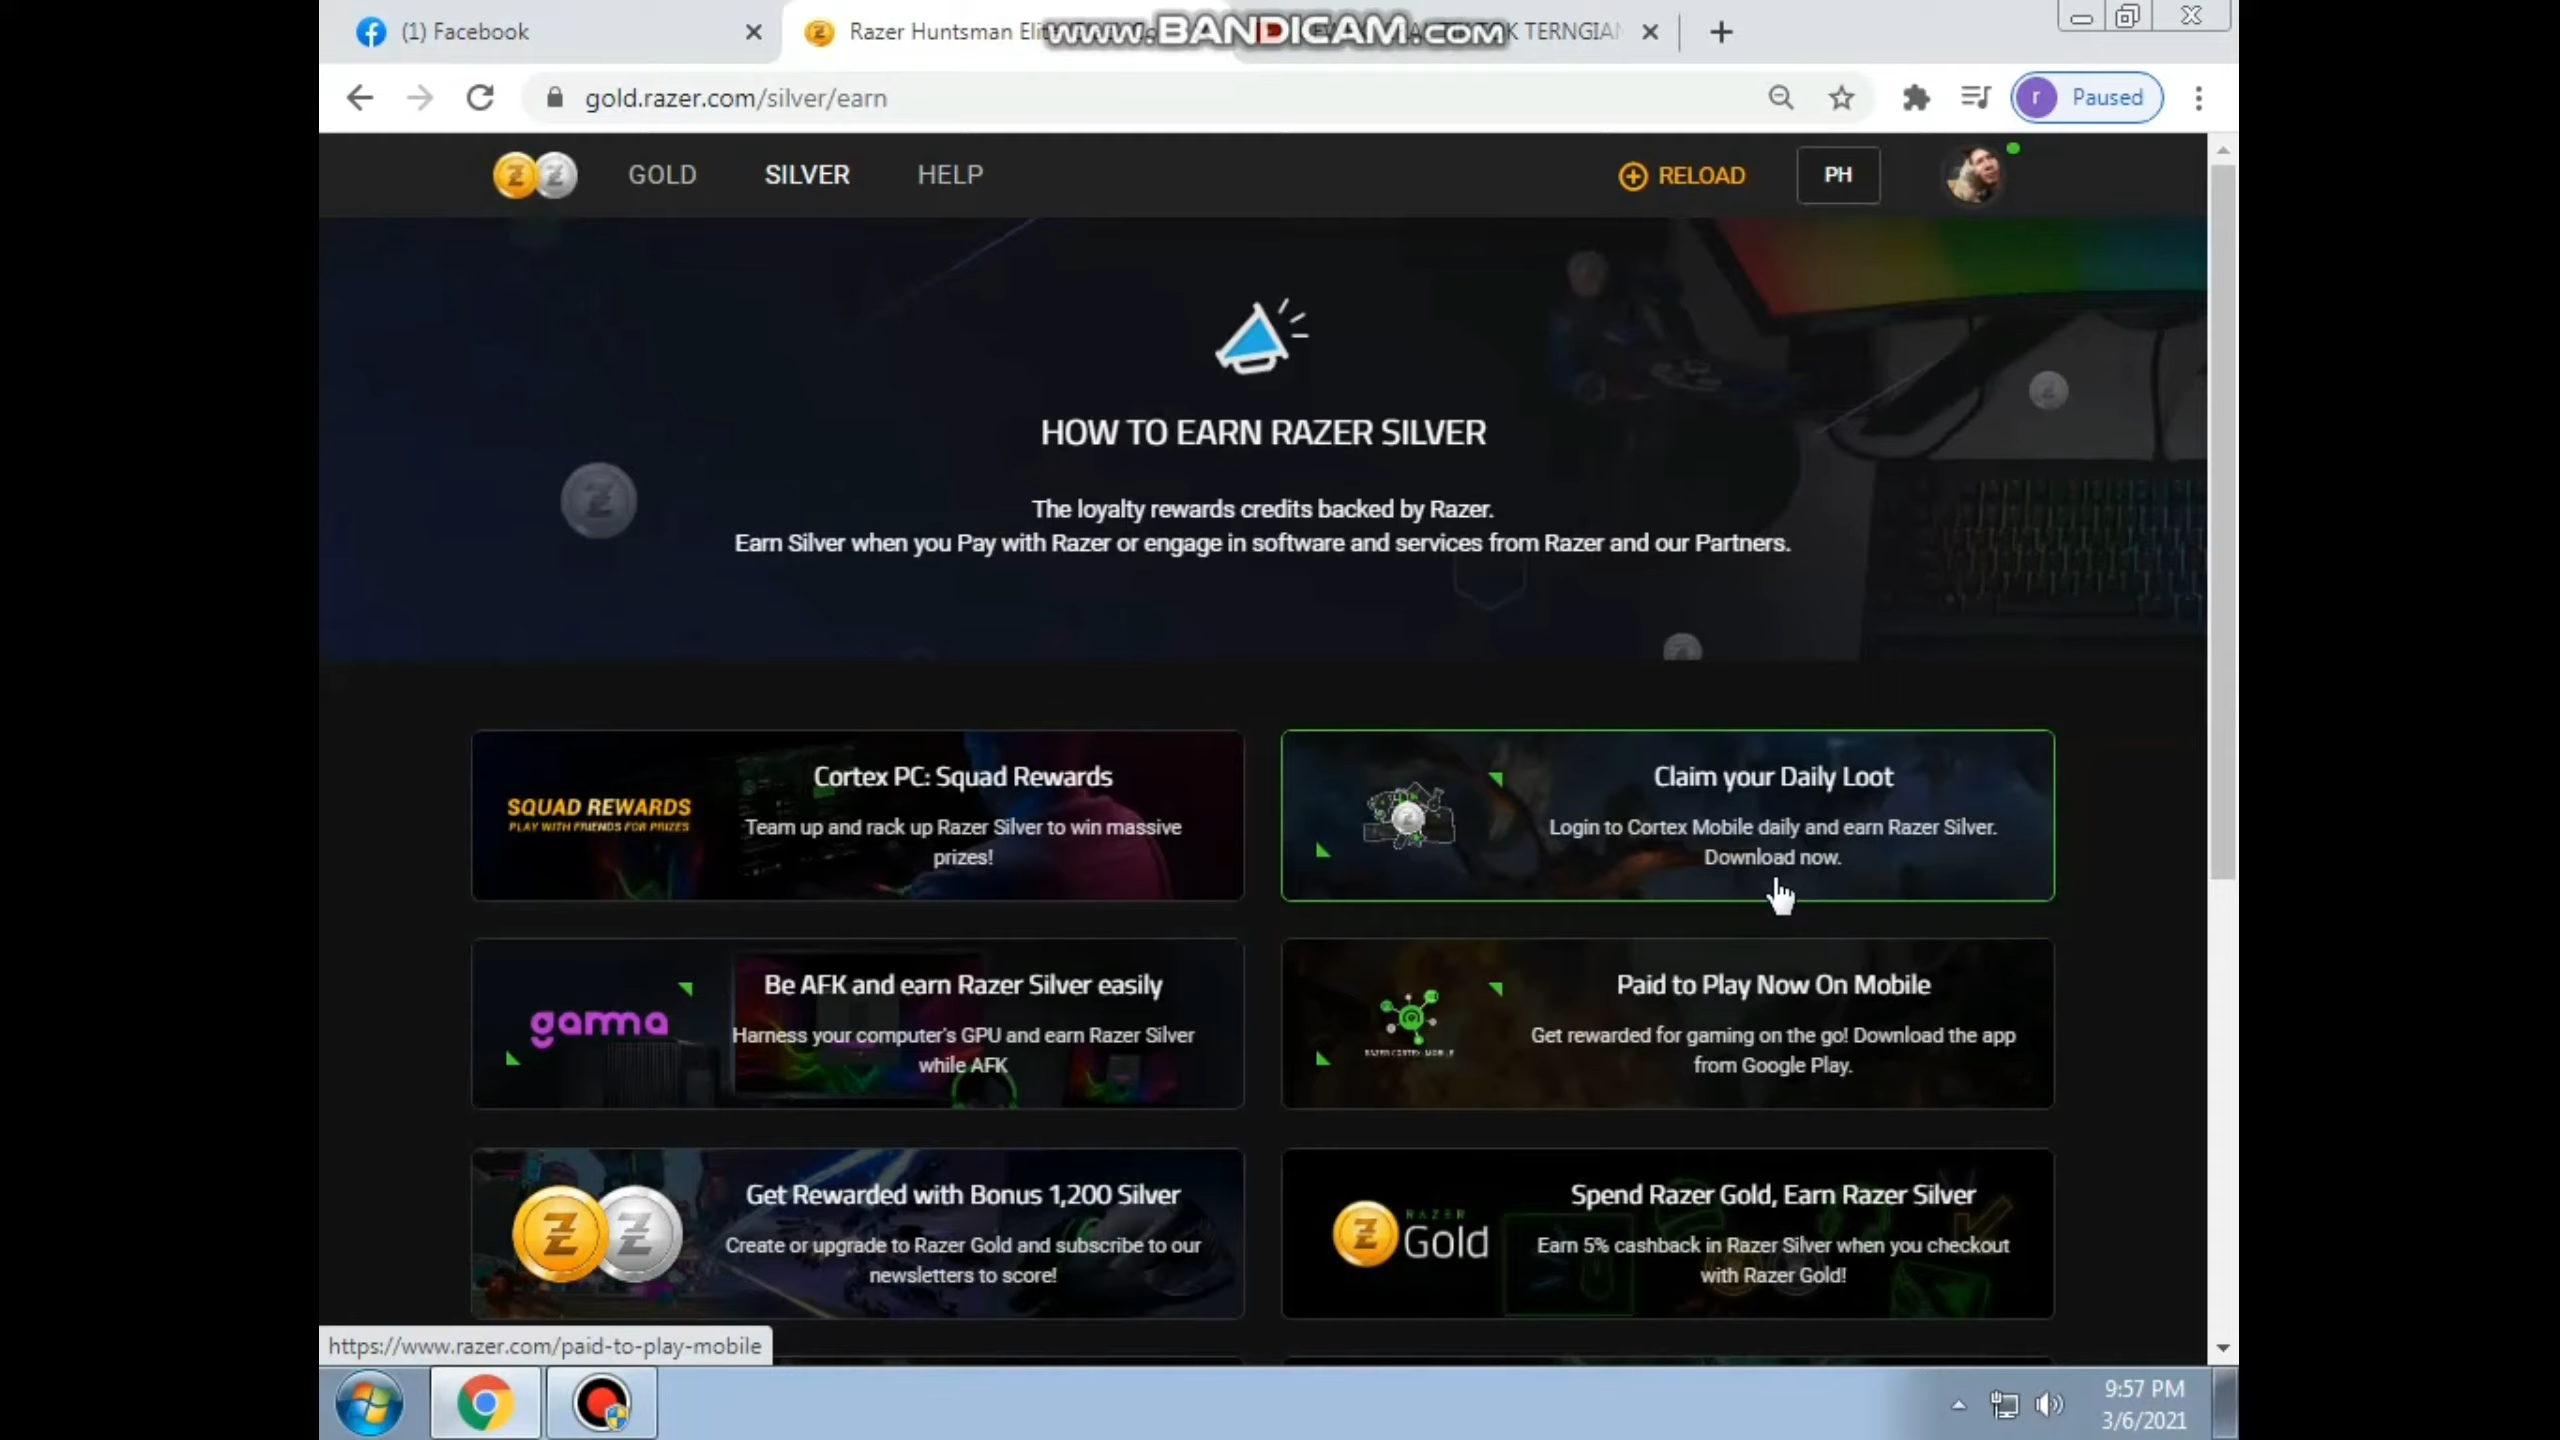 (1) Facebook
Razer Huntsman Elit
www.BANDICAM.com
K TERNGIAN
gold.razer.com/silver/earn
r
Paused
GOLD
SILVER
HELP
RELOAD
PH
HOW TO EARN RAZER SILVER
The loyalty rewards credits backed by Razer.
Earn Silver when you Pay with Razer or engage in software and services from Razer and our Partners.
SQUAD REWARDS
PLAY WITH FRIENDS FOR PRIZES
Cortex PC: Squad Rewards
Team up and rack up Razer Silver to win massive
prizes!
Claim your Daily Loot
Login to Cortex Mobile daily and earn Razer Silver.
Download now.
gamma
Be AFK and earn Razer Silver easily
Harness your computer's GPU and earn Razer Silver
while AFK
RAZER CORTEX MOBILE
Paid to Play Now On Mobile
Get rewarded for gaming on the go! Download the app
from Google Play.
Get Rewarded with Bonus 1,200 Silver
Create or upgrade to Razer Gold and subscribe to our
newsletters to score!
RAZER
Gold
Spend Razer Gold, Earn Razer Silver
Earn 5% cashback in Razer Silver when you checkout
with Razer Gold!
https://www.razer.com/paid-to-play-mobile
9:57 PM
3/6/2021